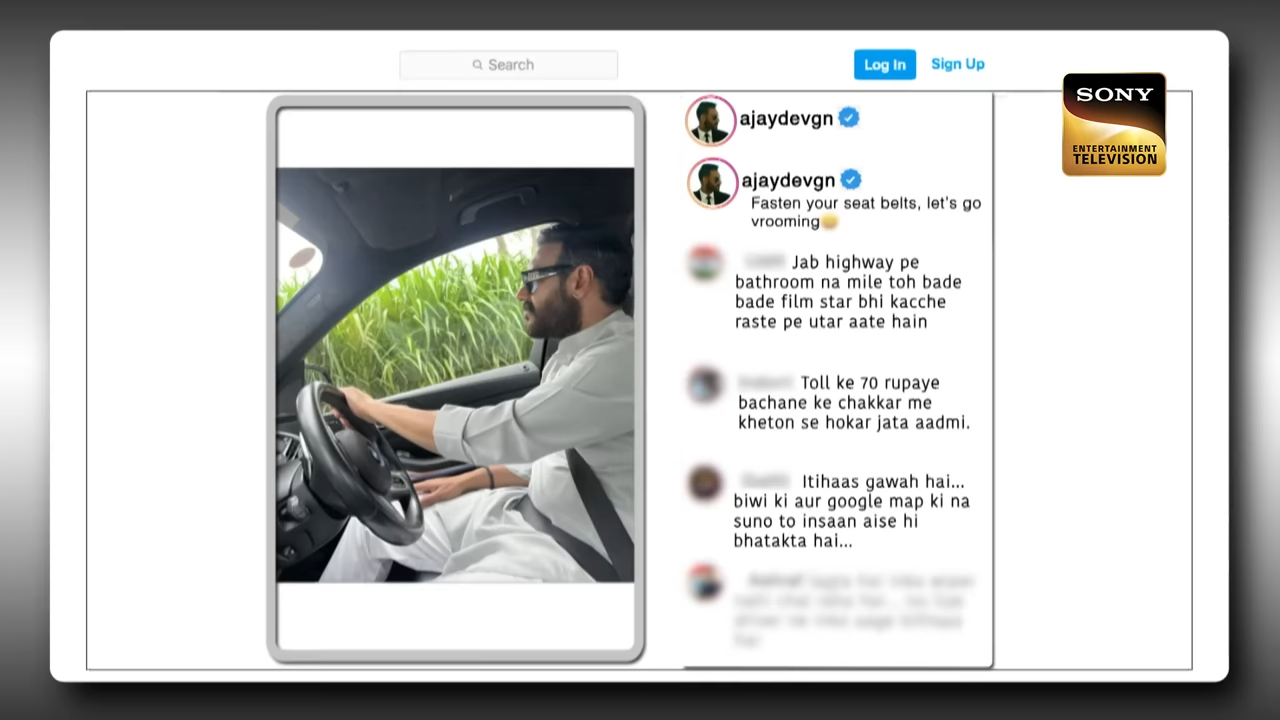 Search
Log In
Sign Up
SONY
ENTERTAINMENT
TELEVISION
ajaydevgn
ajaydevgn
Fasten your seat belts, let's go
vrooming
Jab highway pe
bathroom na mile toh bade
bade film star bhi kacche
raste pe utar aate hain
Toll ke 70 rupaye
bachane ke chakkar me
kheton se hokar jata aadmi.
Itihaas gawah hai...
biwi ki aur google map ki na
suno to insaan aise hi
bhatakta hai...